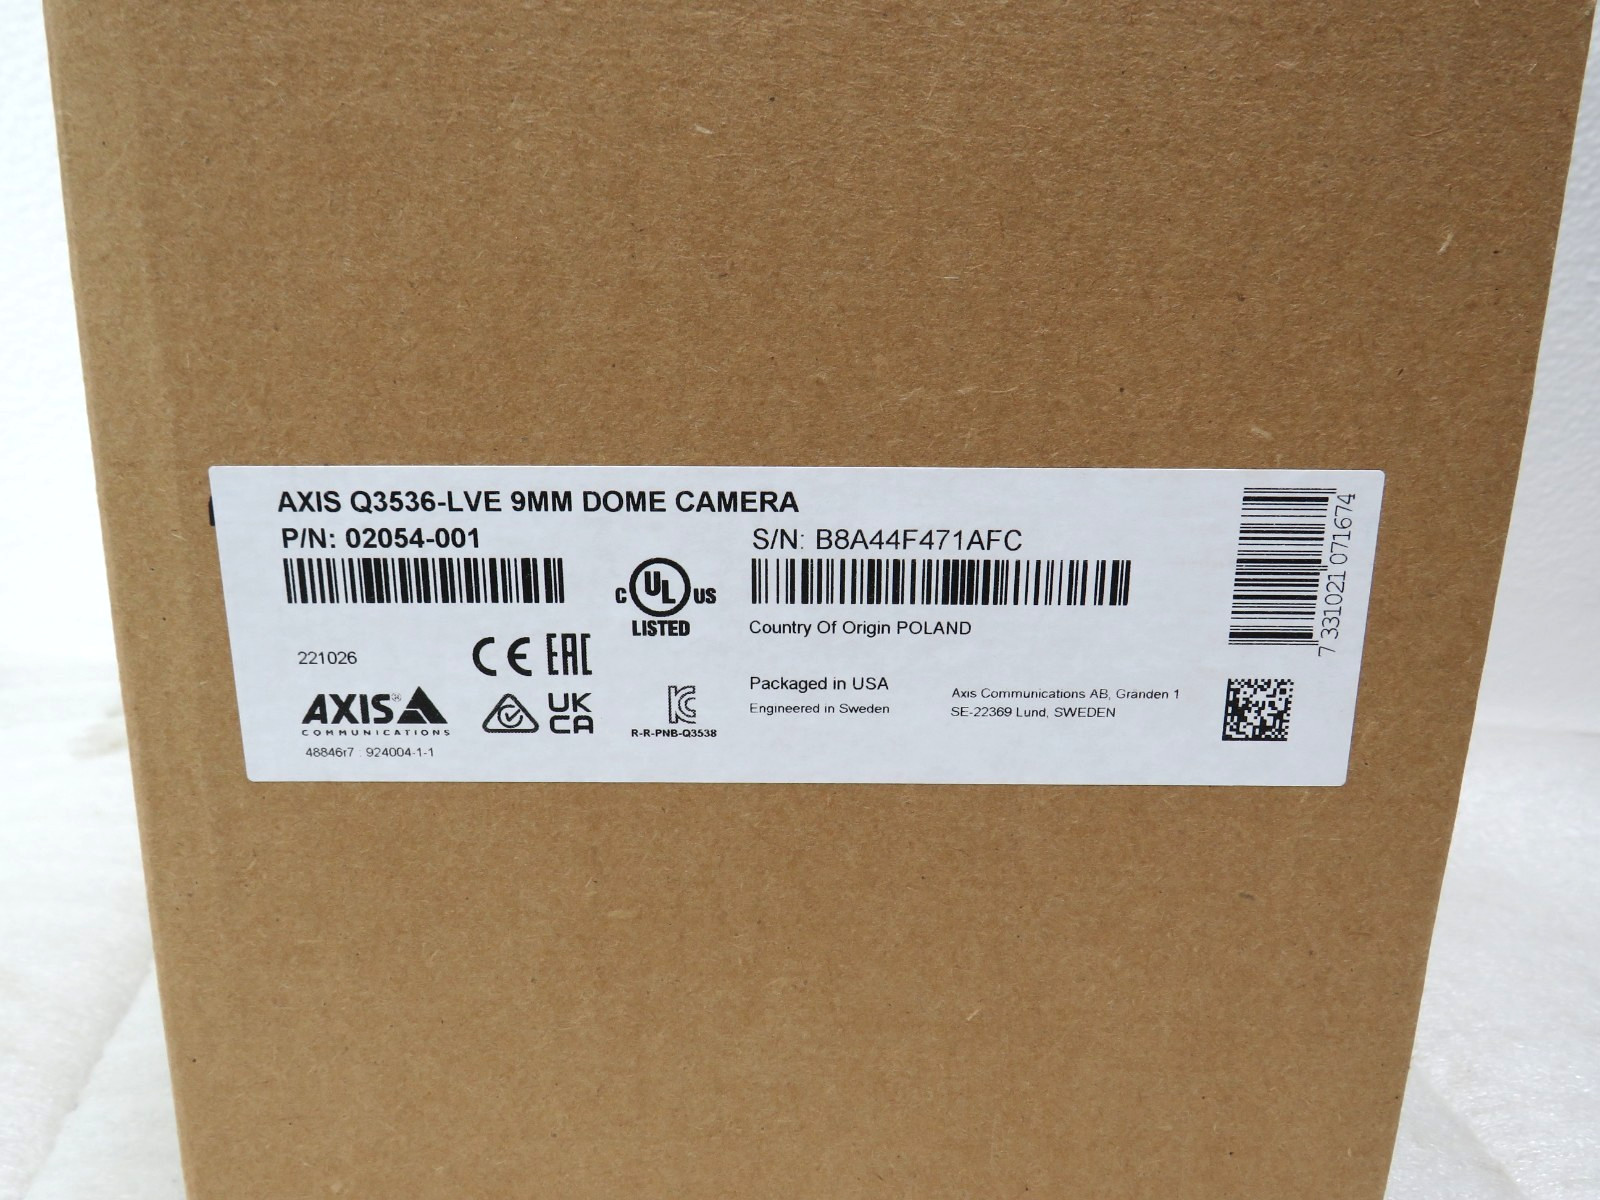 AXIS Q3536-LVE 9MM DOME CAMERA
P/N: 02054-001
S/N: B8A44F471AFC
C UL US
LISTED
Country Of Origin POLAND
221026
CE EAC
Packaged in USA
Engineered in Sweden
Axis Communications AB, Gränden 1
SE-22369 Lund, SWEDEN
AXIS®
COMMUNICATIONS
UK
CA
R-R-PNB-Q3538
48846r7 : 924004-1-1
7 331021 071674